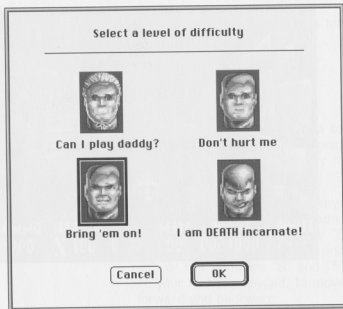 Select a level of difficulty
Can I play daddy?
Don't hurt me
Bring 'em on!
I am DEATH incarnate!
Cancel
OK